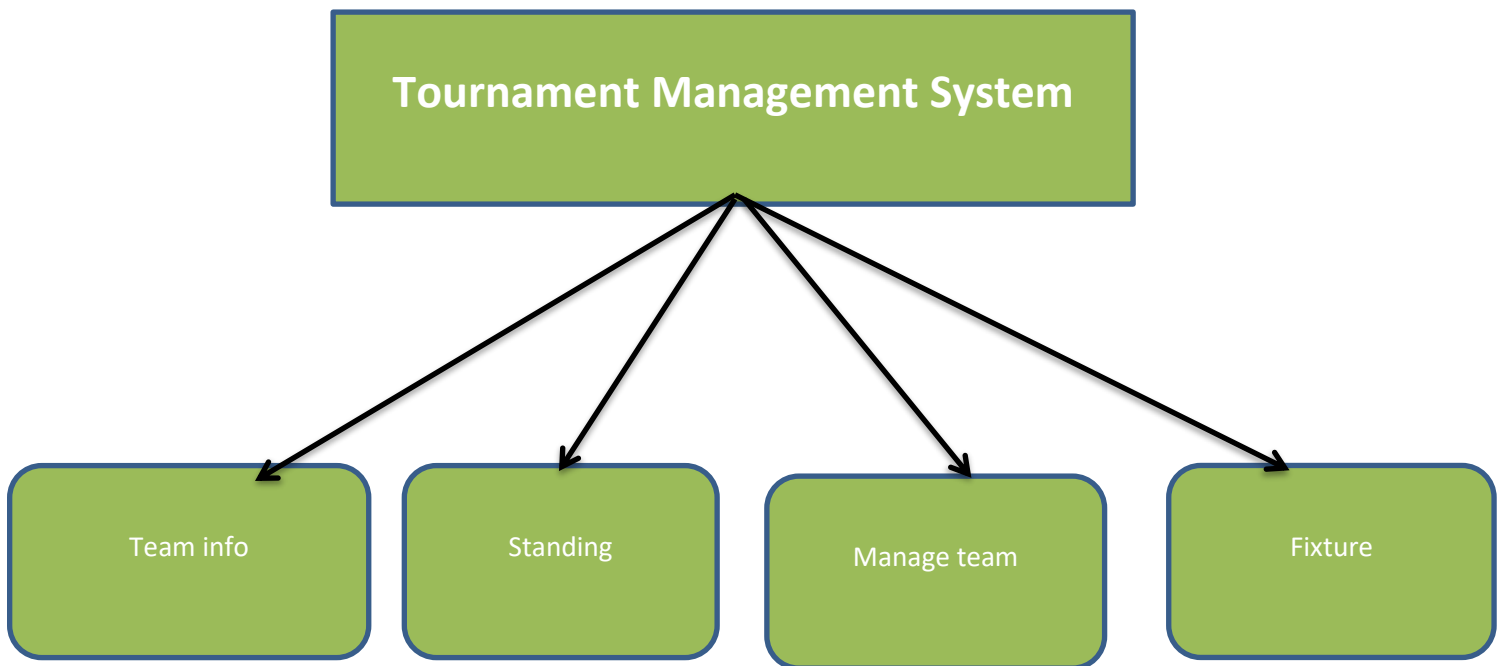 Tournament Management System
Team info
Standing
Manage team
Fixture